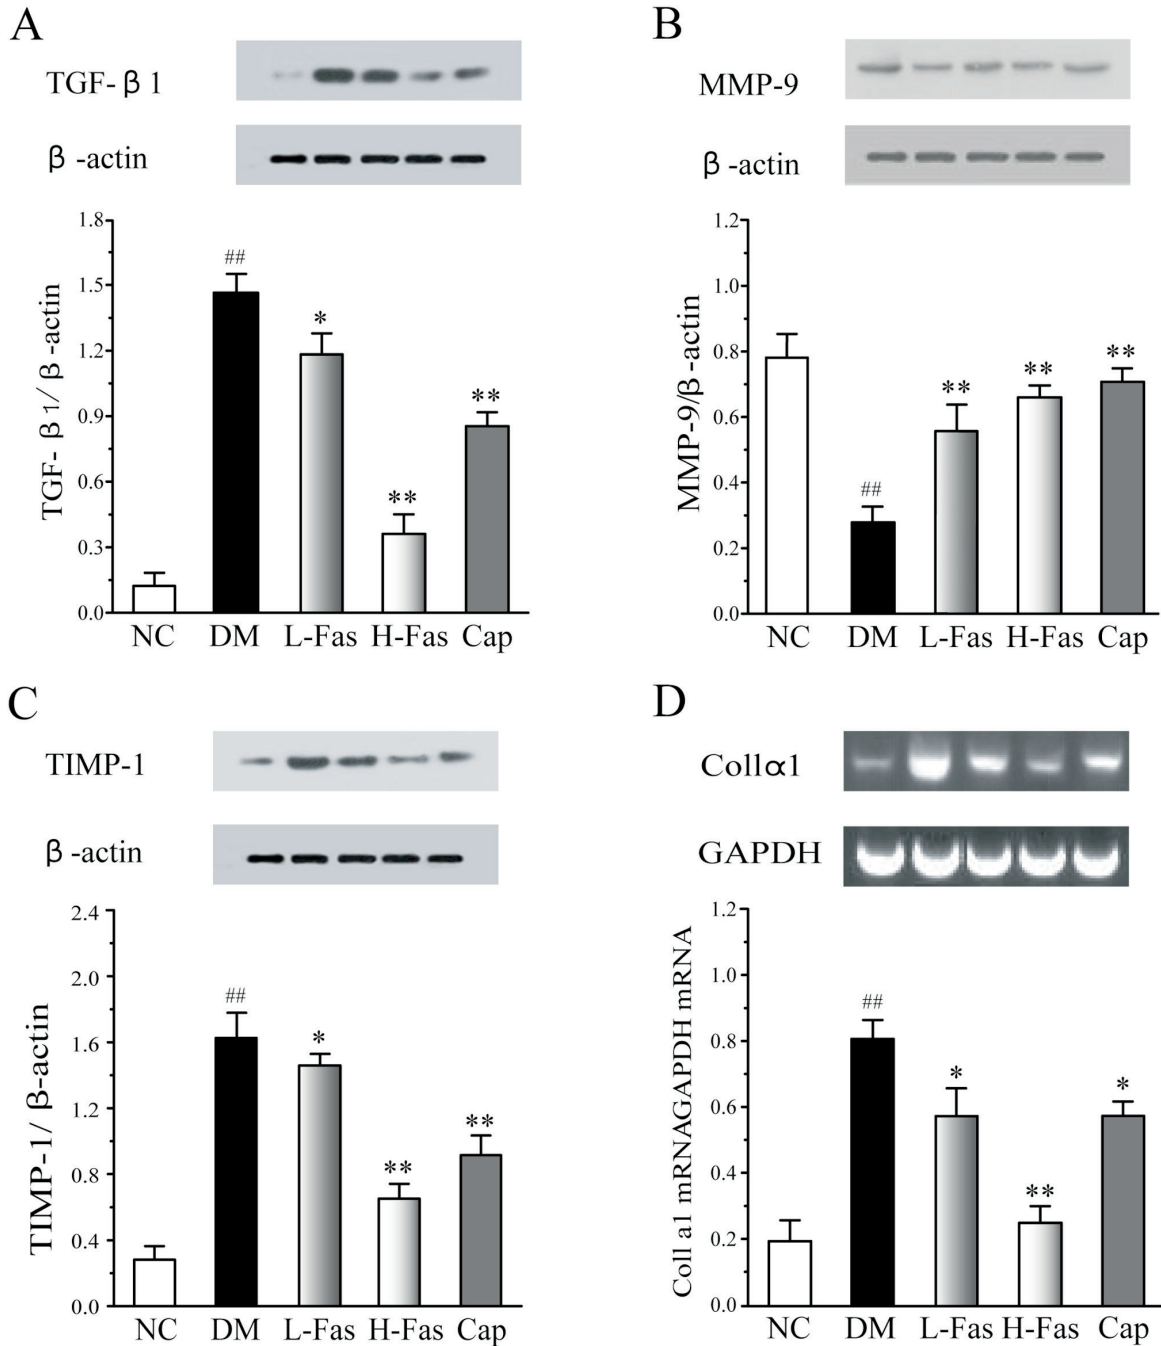 A
TGF- β 1
β -actin
TGF- β 1/ β -actin
1.8
1.5
1.2
0.9
0.6
0.3
0.0
##
*
**
**
NC DM L-Fas H-Fas Cap
B
MMP-9
β -actin
MMP-9/β -actin
1.2
1.0
0.8
0.6
0.4
0.2
0.0
##
**
**
**
NC DM L-Fas H-Fas Cap
C
TIMP-1
β -actin
TIMP-1/ β-actin
2.4
2.0
1.6
1.2
0.8
0.4
0.0
##
*
**
**
NC DM L-Fas H-Fas Cap
D
Collα1
GAPDH
Coll a1 mRNAGAPDH mRNA
1.2
1.0
0.8
0.6
0.4
0.2
0.0
##
*
**
*
NC DM L-Fas H-Fas Cap